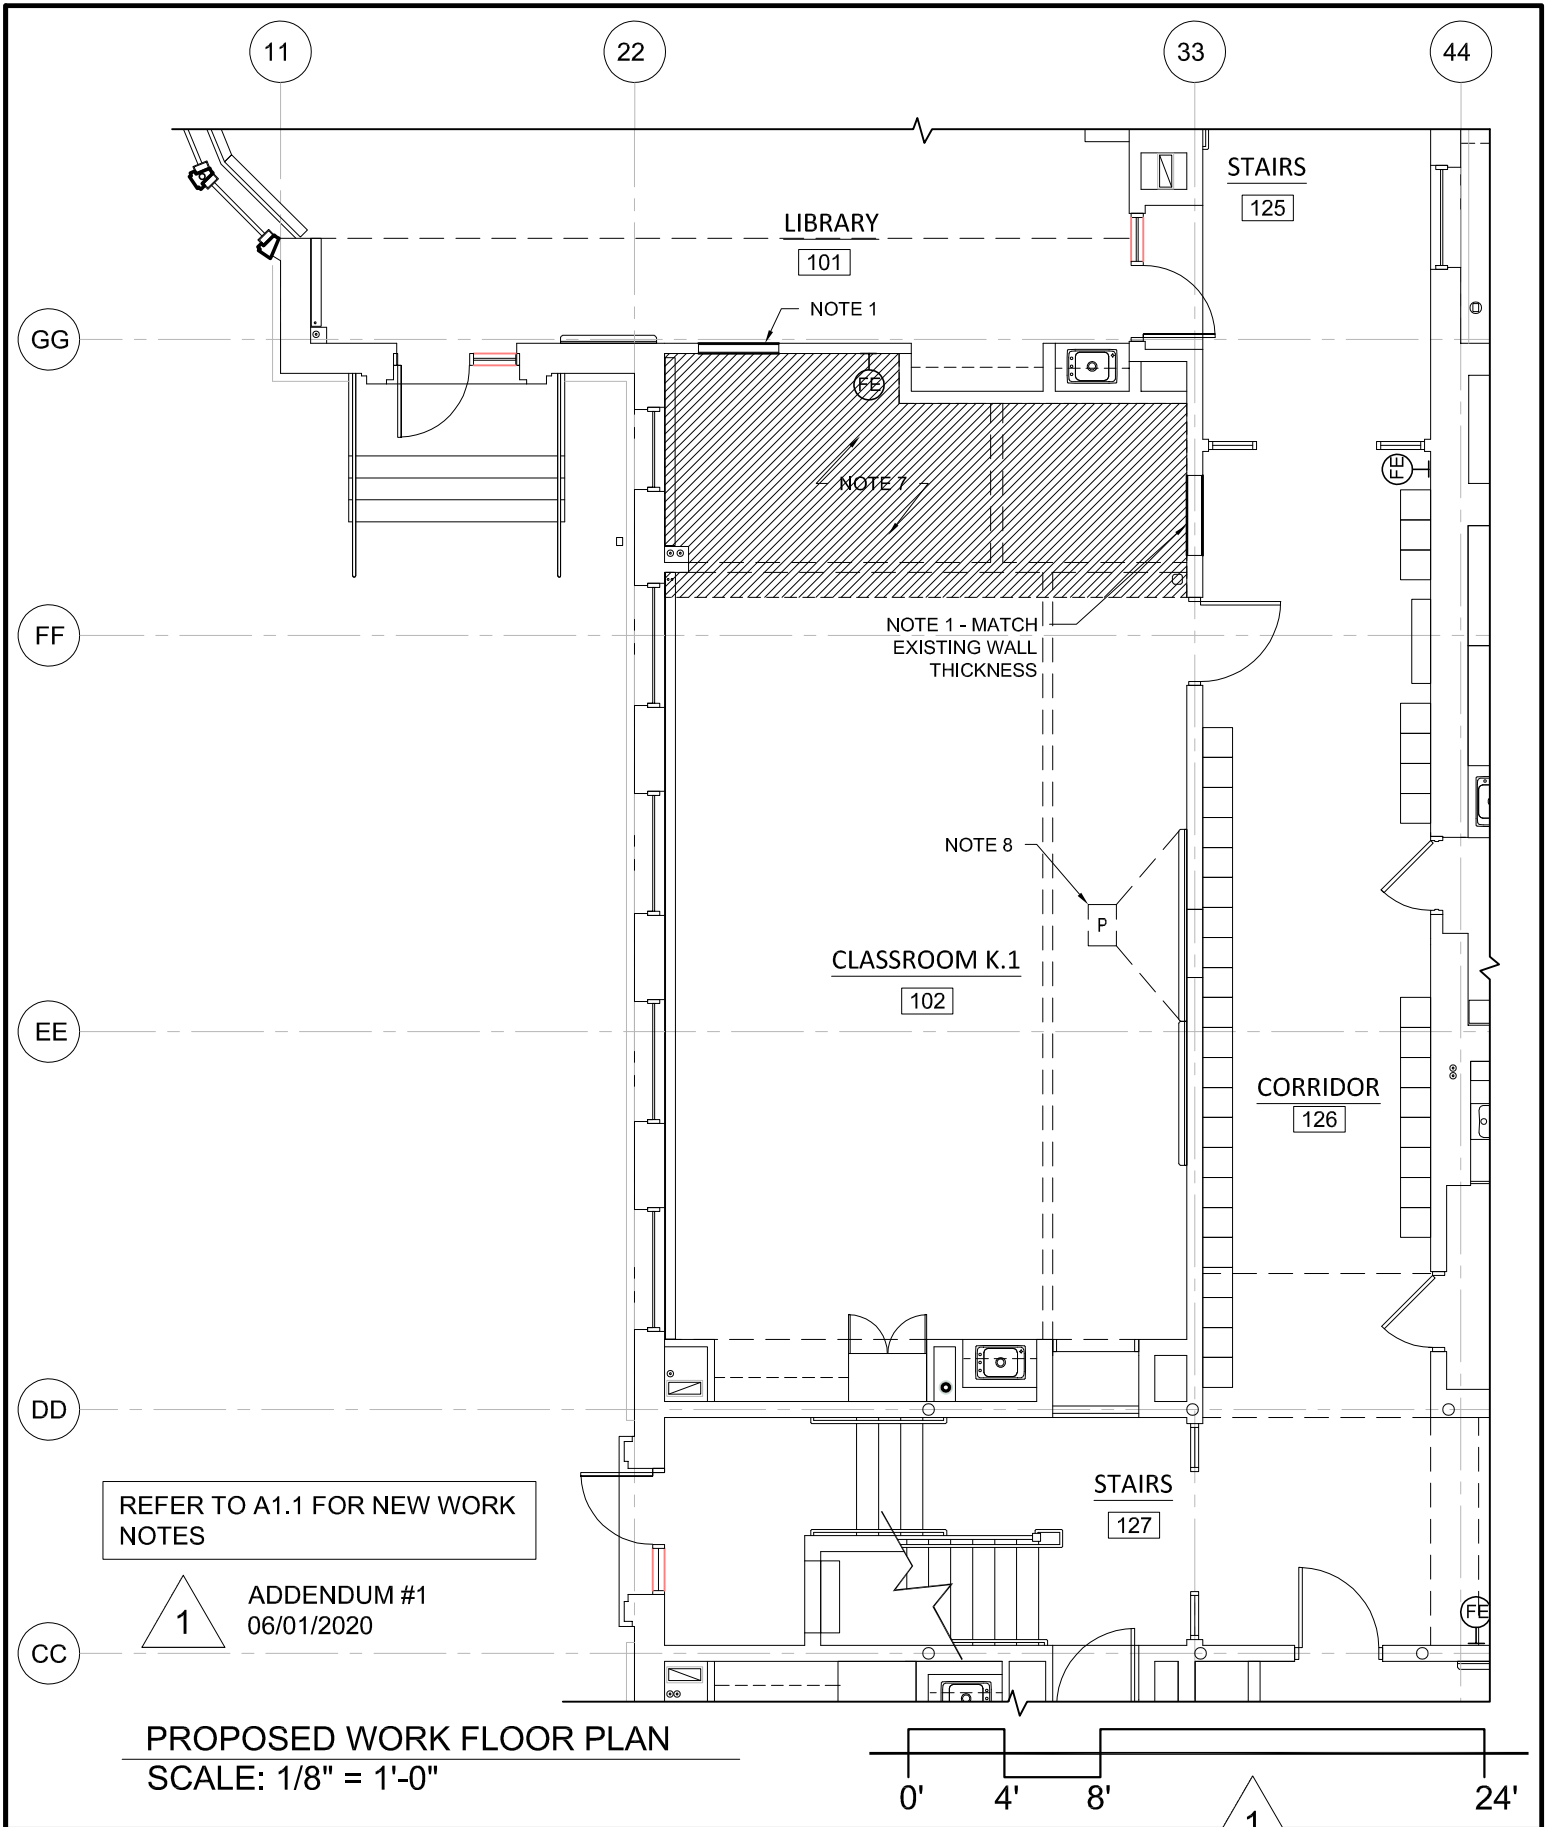 11
22
33
44
STAIRS
125
LIBRARY
101
NOTE 1
GG
FE
FE
NOTE 7
NOTE 1 - MATCH
EXISTING WALL
THICKNESS
FF
NOTE 8
P
CLASSROOM K.1
102
EE
CORRIDOR
126
DD
STAIRS
127
REFER TO A1.1 FOR NEW WORK
NOTES
1
ADDENDUM #1
06/01/2020
FE
CC
PROPOSED WORK FLOOR PLAN
SCALE: 1/8" = 1'-0"
0'
4'
8'
24'
1